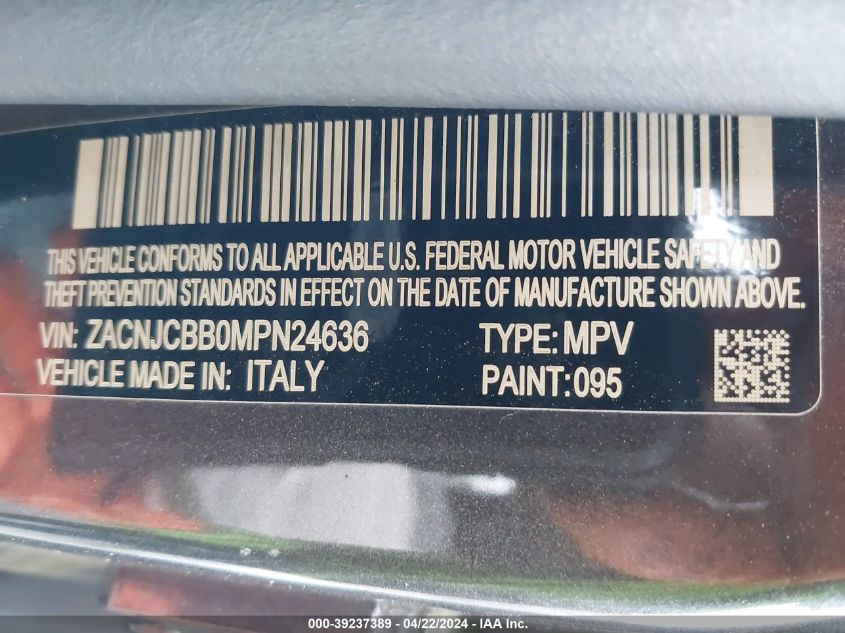 THIS VEHICLE CONFORMS TO ALL APPLICABLE U.S. FEDERAL MOTOR VEHICLE SAFETY AND
THEFT PREVENTION STANDARDS IN EFFECT ON THE DATE OF MANUFACTURE SHOWN ABOVE.
VIN: ZACNJCBB0MPN24636 TYPE: MPV
VEHICLE MADE IN: ITALY PAINT: 095
000-39237389 - 04/22/2024 - IAA Inc.